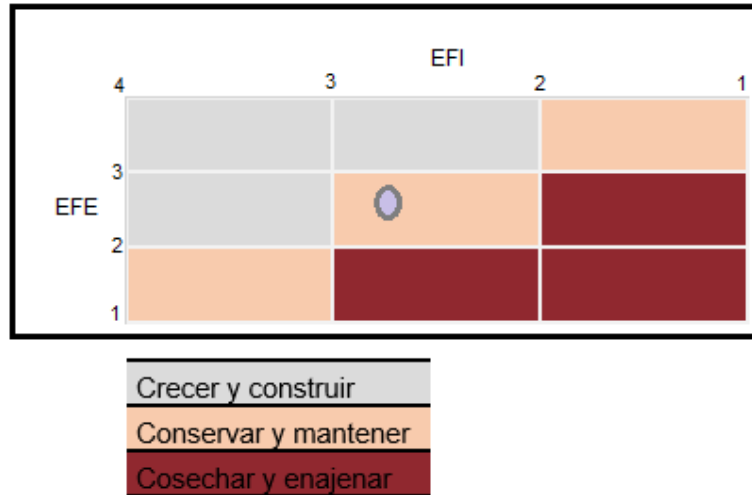 EFI
4 3 2 1
3
EFE
2
1
Crecer y construir
Conservar y mantener
Cosechar y enajenar